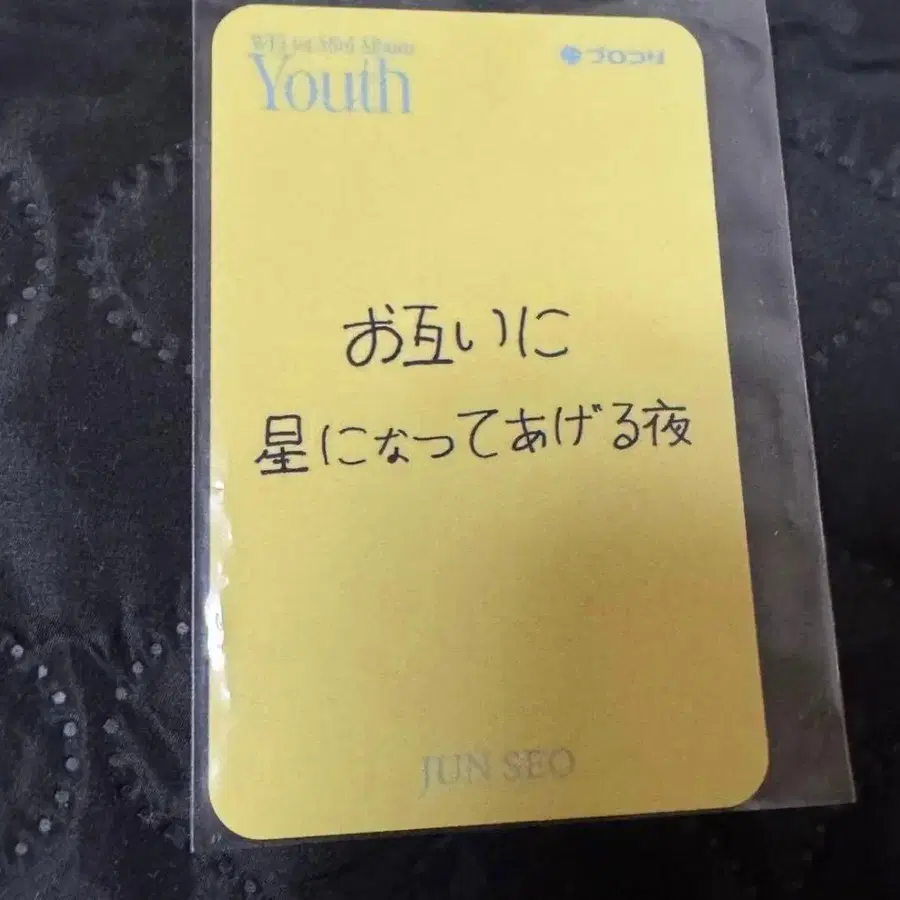 WEi 1st Mini Album
Youth
ブロコリ
お互いに
星になってあげる夜
JUN SEO